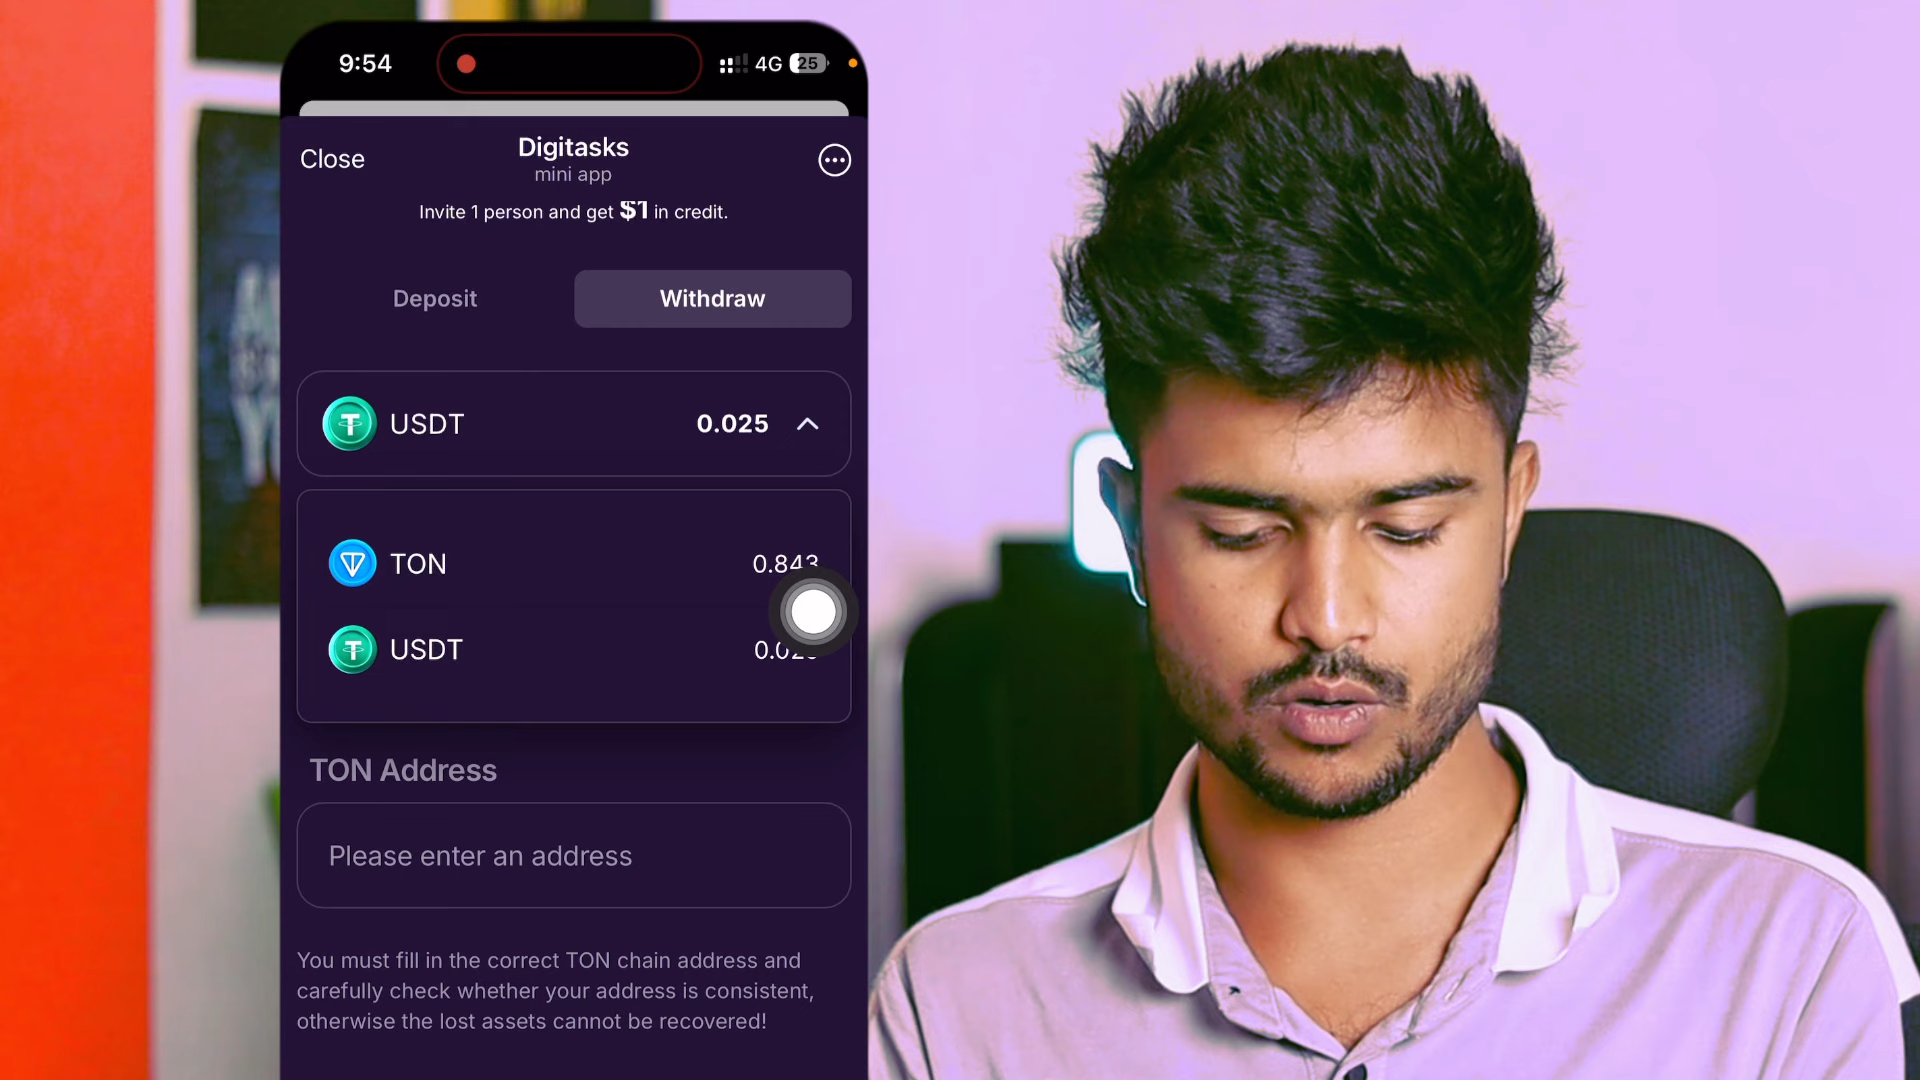 9:54
4G 25
Close
Digitasks
mini app
Invite 1 person and get $1 in credit.
Deposit
Withdraw
USDT 0.025
TON 0.843
USDT
TON Address
Please enter an address
You must fill in the correct TON chain address and
carefully check whether your address is consistent,
otherwise the lost assets cannot be recovered!